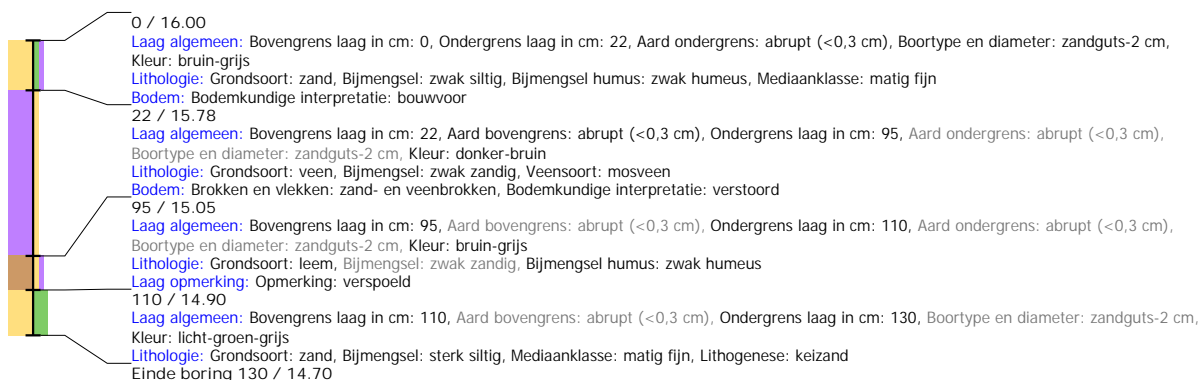 0 / 16.00
Laag algemeen: Bovengrens laag in cm: 0, Ondergrens laag in cm: 22, Aard ondergrens: abrupt (<0,3 cm), Boortype en diameter: zandguts-2 cm,
Kleur: bruin-grijs
Lithologie: Grondsoort: zand, Bijmengsel: zwak siltig, Bijmengsel humus: zwak humeus, Mediaanklasse: matig fijn
Bodem: Bodemkundige interpretatie: bouwvoor
22 / 15.78
Laag algemeen: Bovengrens laag in cm: 22, Aard bovengrens: abrupt (<0,3 cm), Ondergrens laag in cm: 95, Aard ondergrens: abrupt (<0,3 cm),
Boortype en diameter: zandguts-2 cm, Kleur: donker-bruin
Lithologie: Grondsoort: veen, Bijmengsel: zwak zandig, Veensoort: mosveen
Bodem: Brokken en vlekken: zand- en veenbrokken, Bodemkundige interpretatie: verstoord
95 / 15.05
Laag algemeen: Bovengrens laag in cm: 95, Aard bovengrens: abrupt (<0,3 cm), Ondergrens laag in cm: 110, Aard ondergrens: abrupt (<0,3 cm),
Boortype en diameter: zandguts-2 cm, Kleur: bruin-grijs
Lithologie: Grondsoort: leem, Bijmengsel: zwak zandig, Bijmengsel humus: zwak humeus
Laag opmerking: Opmerking: verspoeld
110 / 14.90
Laag algemeen: Bovengrens laag in cm: 110, Aard bovengrens: abrupt (<0,3 cm), Ondergrens laag in cm: 130, Boortype en diameter: zandguts-2 cm,
Kleur: licht-groen-grijs
Lithologie: Grondsoort: zand, Bijmengsel: sterk siltig, Mediaanklasse: matig fijn, Lithogenese: keizand
Einde boring 130 / 14.70